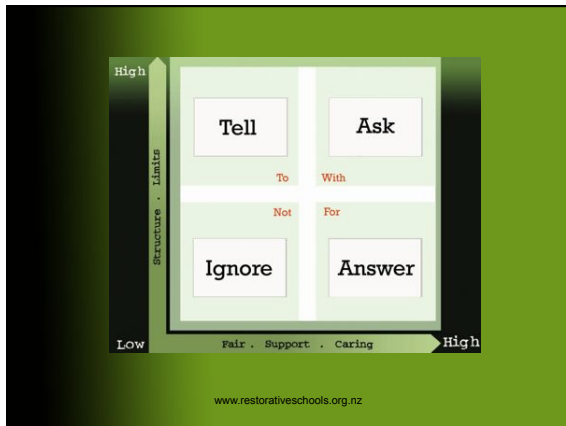 High
Tell
Ask
To
With
Structure . Limits
Not
For
Ignore
Answer
Low
Fair . Support . Caring
High
www.restorativeschools.org.nz